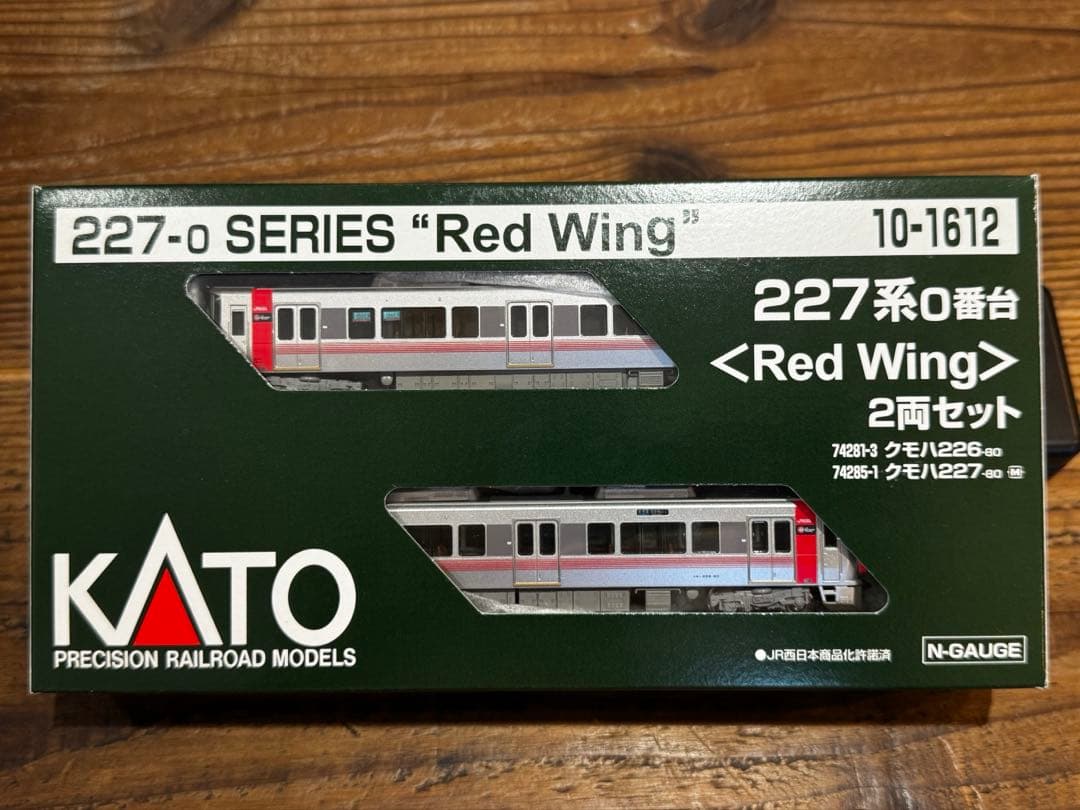 227-0 SERIES “Red Wing”
10-1612
227系0番台
＜Red Wing＞
2両セット
74281-3 クモハ226-80
74285-1 クモハ227-80 M
KATO
PRECISION RAILROAD MODELS
●JR西日本商品化許諾済
N-GAUGE